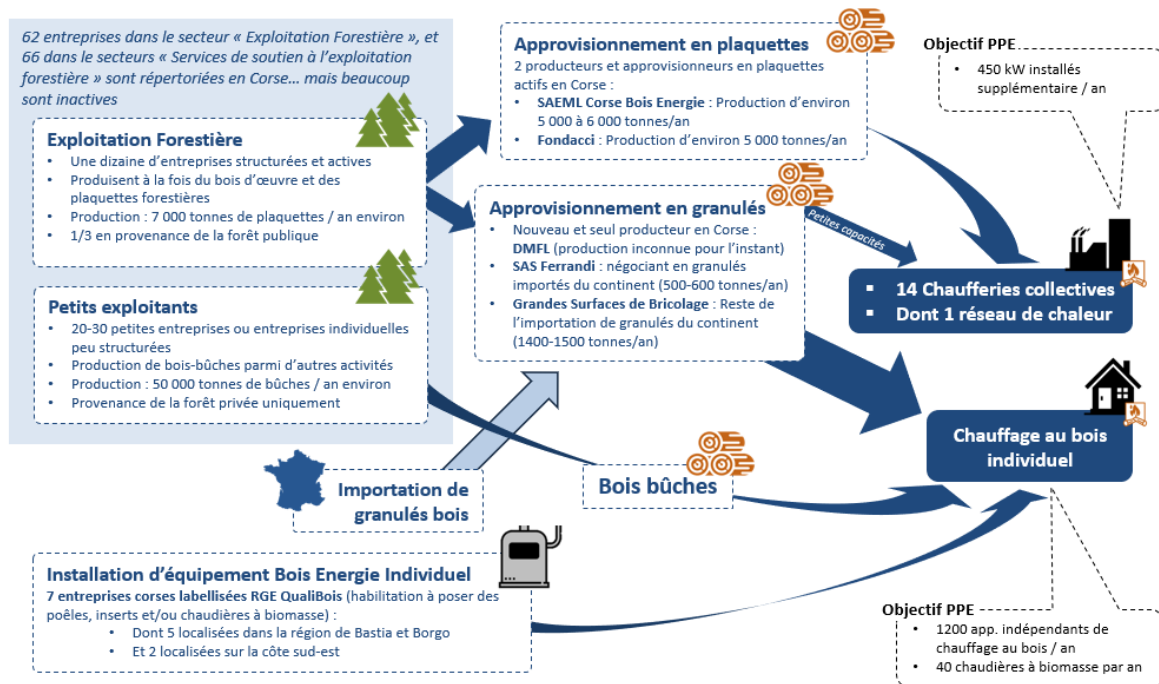 62 entreprises dans le secteur « Exploitation Forestière », et
66 dans le secteurs « Services de soutien à l'exploitation
forestière » sont répertoriées en Corse… mais beaucoup
sont inactives
Exploitation Forestière
• Une dizaine d'entreprises structurées et actives
• Produisent à la fois du bois d'œuvre et des
plaquettes forestières
• Production : 7 000 tonnes de plaquettes / an environ
• 1/3 en provenance de la forêt publique
Petits exploitants
• 20-30 petites entreprises ou entreprises individuelles
peu structurées
• Production de bois-bûches parmi d'autres activités
• Production : 50 000 tonnes de bûches / an environ
• Provenance de la forêt privée uniquement
Approvisionnement en plaquettes
2 producteurs et approvisionneurs en plaquettes
actifs en Corse :
• SAEML Corse Bois Energie : Production d'environ
5 000 à 6 000 tonnes/an
• Fondacci : Production d'environ 5 000 tonnes/an
Approvisionnement en granulés
• Nouveau et seul producteur en Corse :
DMFL (production inconnue pour l'instant)
• SAS Ferrandi : négociant en granulés
importés du continent (500-600 tonnes/an)
• Grandes Surfaces de Bricolage : Reste de
l'importation de granulés du continent
(1400-1500 tonnes/an)
Petites capacités
Objectif PPE
• 450 kW installés
supplémentaire / an
▪ 14 Chaufferies collectives
▪ Dont 1 réseau de chaleur
Chauffage au bois
individuel
Importation de
granulés bois
Bois bûches
Installation d'équipement Bois Energie Individuel
7 entreprises corses labellisées RGE QualiBois (habilitation à poser des
poêles, inserts et/ou chaudières à biomasse) :
• Dont 5 localisées dans la région de Bastia et Borgo
• Et 2 localisées sur la côte sud-est
Objectif PPE
• 1200 app. indépendants de
chauffage au bois / an
• 40 chaudières à biomasse par an